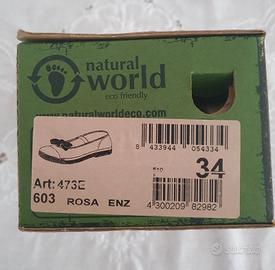 natural
world
eco friendly
www.naturalworldeco.com
8 433944 054334
34
Art: 473E
603 ROSA ENZ
4 300209 82982
subito